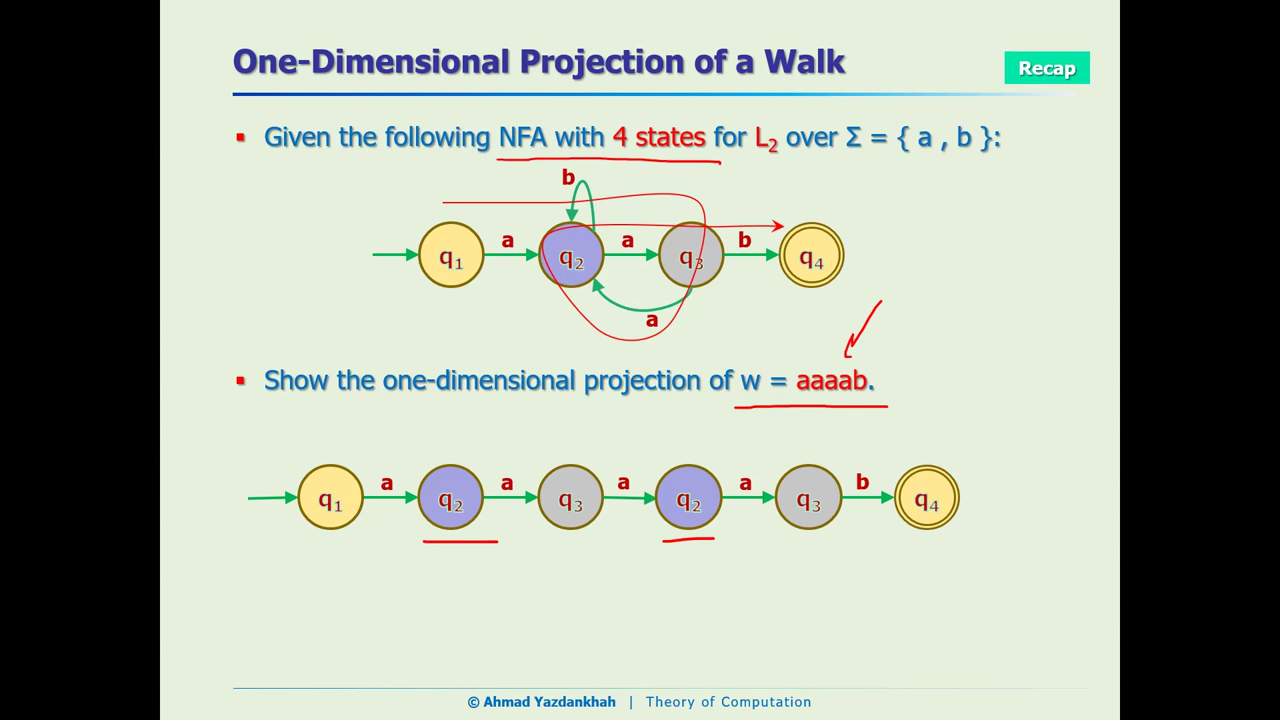 One-Dimensional Projection of a Walk
Recap
▪ Given the following NFA with 4 states for L₂ over Σ = { a , b }:
b
q₁ a q₂ a q₃ b q₄
a
▪ Show the one-dimensional projection of w = aaaab.
q₁ a q₂ a q₃ a q₂ a q₃ b q₄
© Ahmad Yazdankhah | Theory of Computation